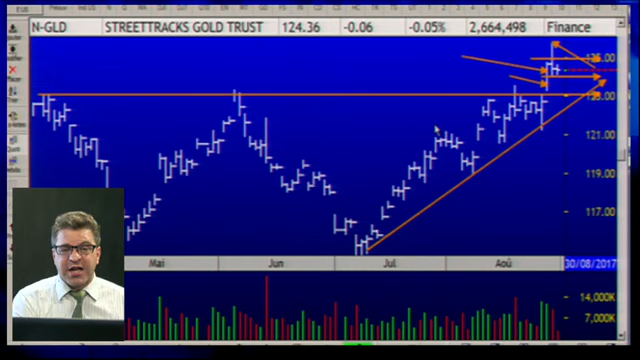 N-GLD STREETTRACKS GOLD TRUST 124.36 -0.06 -0.05% 2,664,498 Finance
125.00
123.00
121.00
119.00
117.00
Mai Jun Jul Aoû 30/08/2017
14,000K
7,000K